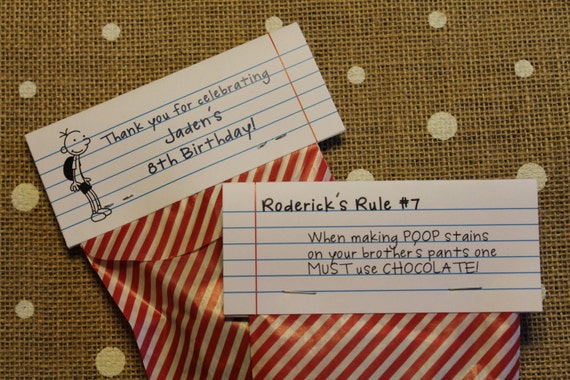 Thank you for celebrating
Jaden's
8th Birthday!
Roderick's Rule #7
When making POOP stains
on your brother's pants one
MUST use CHOCOLATE!